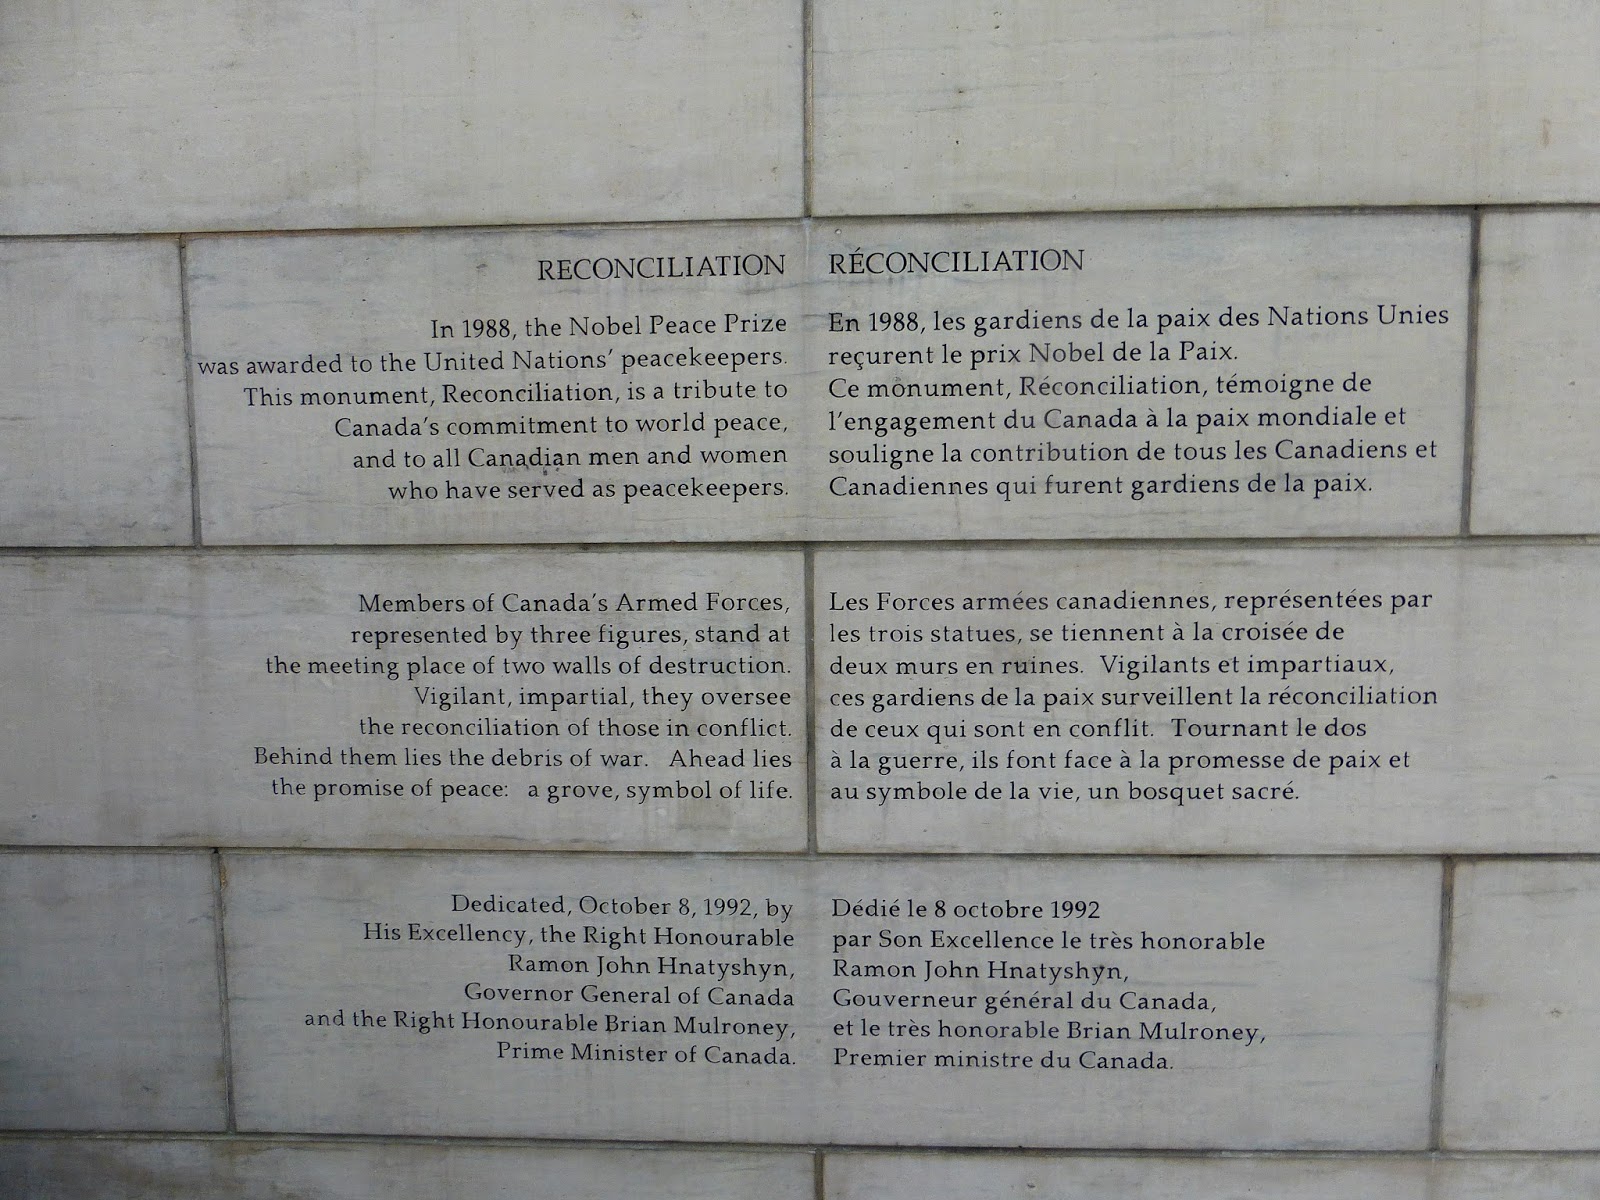 RECONCILIATION
In 1988, the Nobel Peace Prize
was awarded to the United Nations' peacekeepers.
This monument, Reconciliation, is a tribute to
Canada's commitment to world peace,
and to all Canadian men and women
who have served as peacekeepers.
Members of Canada's Armed Forces,
represented by three figures, stand at
the meeting place of two walls of destruction.
Vigilant, impartial, they oversee
the reconciliation of those in conflict.
Behind them lies the debris of war. Ahead lies
the promise of peace: a grove, symbol of life.
Dedicated, October 8, 1992, by
His Excellency, the Right Honourable
Ramon John Hnatyshyn,
Governor General of Canada
and the Right Honourable Brian Mulroney,
Prime Minister of Canada.
RÉCONCILIATION
En 1988, les gardiens de la paix des Nations Unies
reçurent le prix Nobel de la Paix.
Ce monument, Réconciliation, témoigne de
l'engagement du Canada à la paix mondiale et
souligne la contribution de tous les Canadiens et
Canadiennes qui furent gardiens de la paix.
Les Forces armées canadiennes, représentées par
les trois statues, se tiennent à la croisée de
deux murs en ruines. Vigilants et impartiaux,
ces gardiens de la paix surveillent la réconciliation
de ceux qui sont en conflit. Tournant le dos
à la guerre, ils font face à la promesse de paix et
au symbole de la vie, un bosquet sacré.
Dédié le 8 octobre 1992
par Son Excellence le très honorable
Ramon John Hnatyshyn,
Gouverneur général du Canada,
et le très honorable Brian Mulroney,
Premier ministre du Canada.